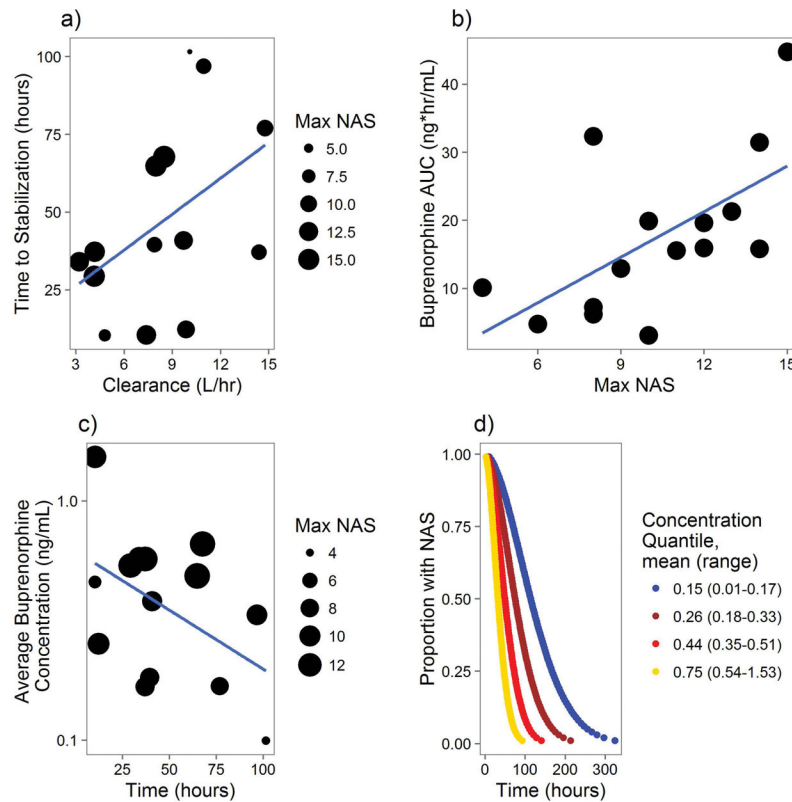 a)
Time to Stabilization (hours)
100
75
50
25
3
6
9
12
15
Clearance (L/hr)
Max NAS
5.0
7.5
10.0
12.5
15.0
b)
Buprenorphine AUC (ng*hr/mL)
40
30
20
10
6
9
12
15
Max NAS
c)
Average Buprenorphine
Concentration (ng/mL)
1.0
0.1
25
50
75
100
Time (hours)
Max NAS
4
6
8
10
12
d)
Proportion with NAS
1.00
0.75
0.50
0.25
0.00
0
100
200
300
Time (hours)
Concentration
Quantile,
mean (range)
0.15 (0.01-0.17)
0.26 (0.18-0.33)
0.44 (0.35-0.51)
0.75 (0.54-1.53)